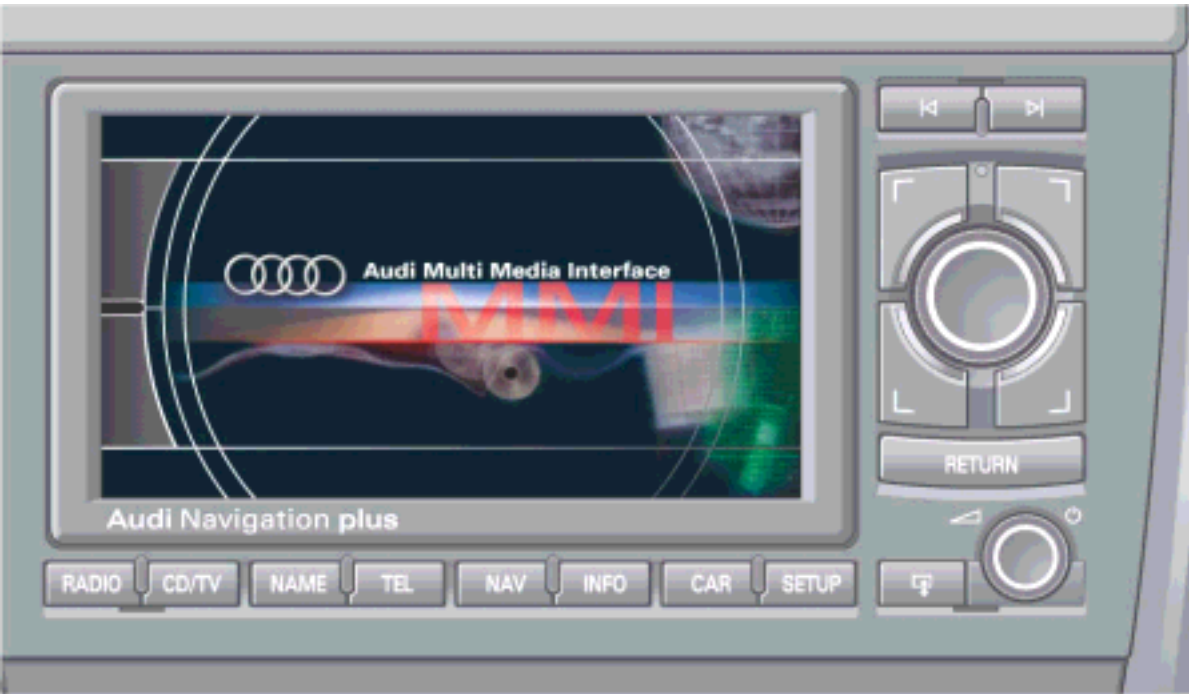 Audi Multi Media Interface
MMI
Audi Navigation plus
RADIO CD/TV NAME TEL NAV INFO CAR SETUP
RETURN